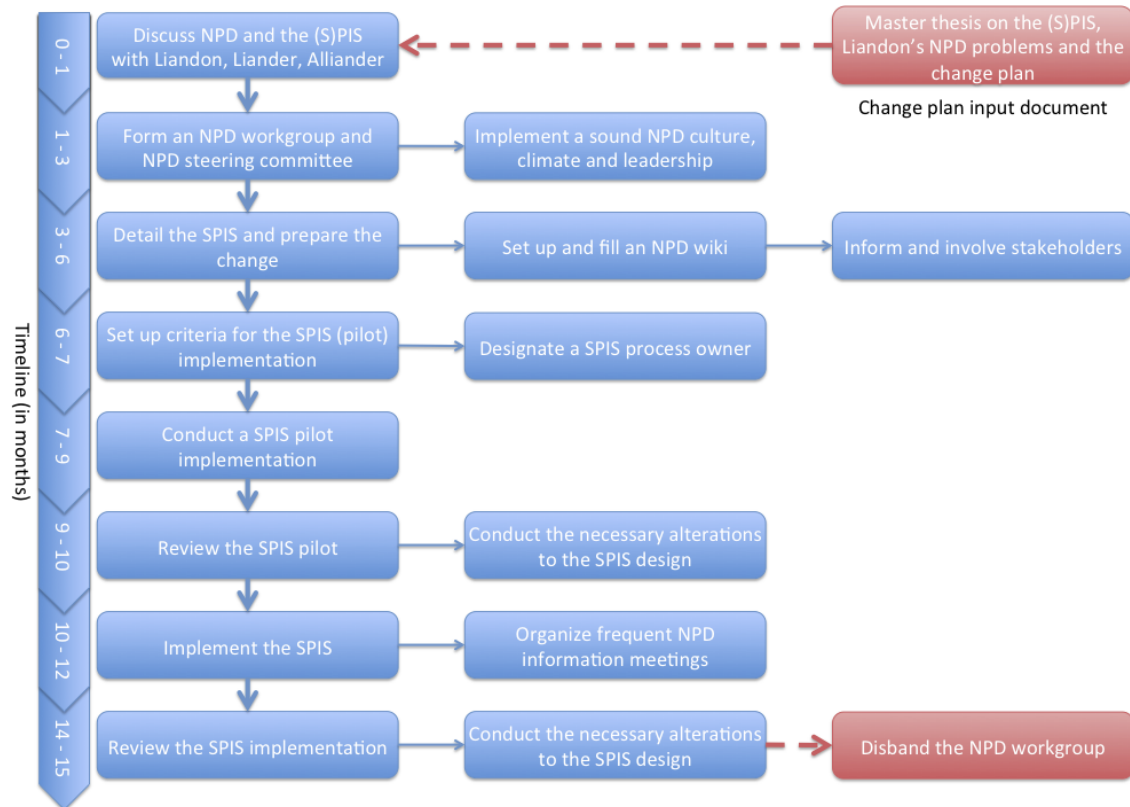 0 - 1
Discuss NPD and the (S)PIS
with Liandon, Liander, Alliander
Master thesis on the (S)PIS,
Liandon's NPD problems and the
change plan
Change plan input document
1 - 3
Form an NPD workgroup and
NPD steering committee
Implement a sound NPD culture,
climate and leadership
3 - 6
Detail the SPIS and prepare the
change
Set up and fill an NPD wiki
Inform and involve stakeholders
Timeline (in months)
6 - 7
Set up criteria for the SPIS (pilot)
implementation
Designate a SPIS process owner
7 - 9
Conduct a SPIS pilot
implementation
9 - 10
Review the SPIS pilot
Conduct the necessary alterations
to the SPIS design
10 - 12
Implement the SPIS
Organize frequent NPD
information meetings
14 - 15
Review the SPIS implementation
Conduct the necessary alterations
to the SPIS design
Disband the NPD workgroup